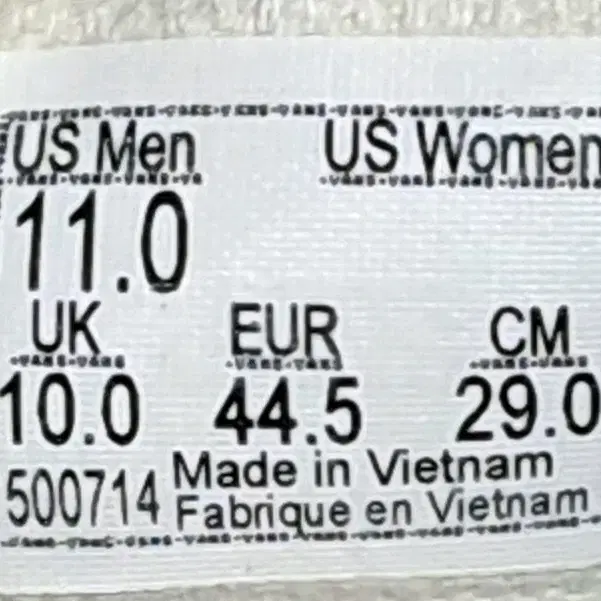 US Men US Women
11.0
UK EUR CM
10.0 44.5 29.0
500714 Made in Vietnam
Fabrique en Vietnam